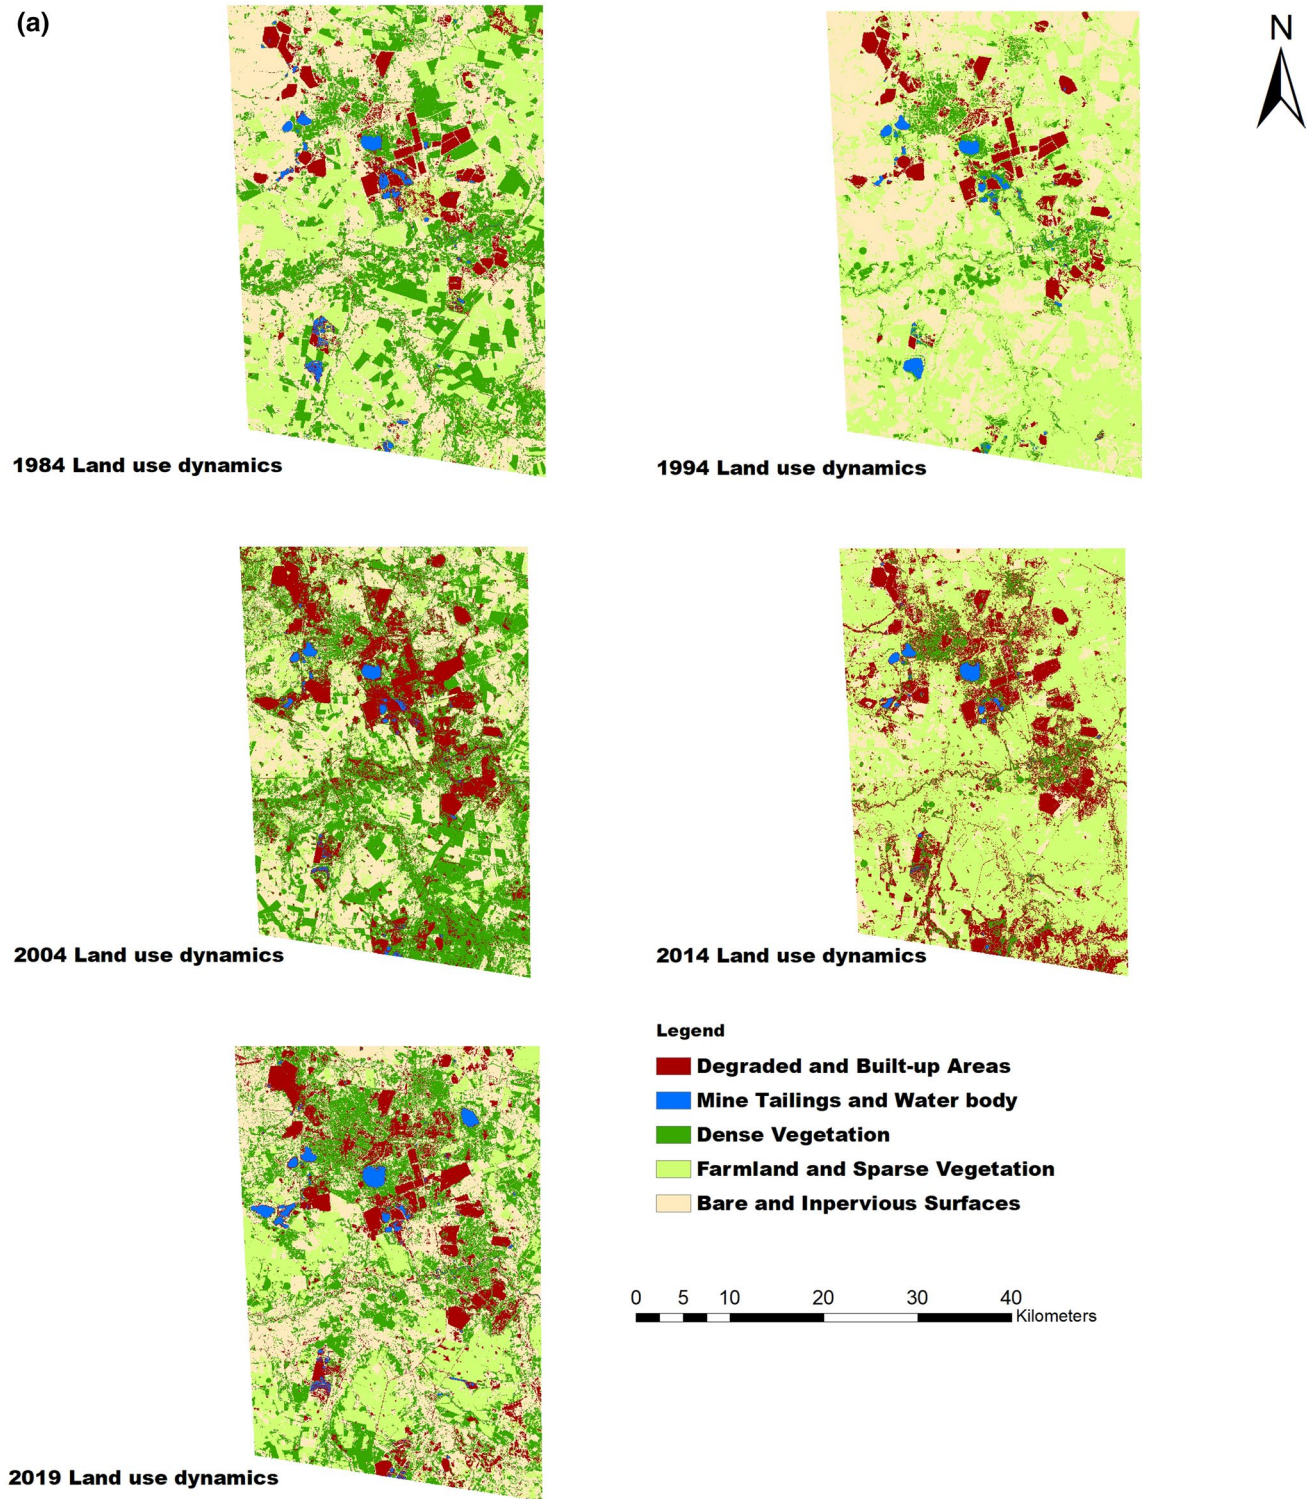 (a)
N
1984 Land use dynamics
1994 Land use dynamics
2004 Land use dynamics
2014 Land use dynamics
Legend
Degraded and Built-up Areas
Mine Tailings and Water body
Dense Vegetation
Farmland and Sparse Vegetation
Bare and Inpervious Surfaces
0 5 10 20 30 40
Kilometers
2019 Land use dynamics